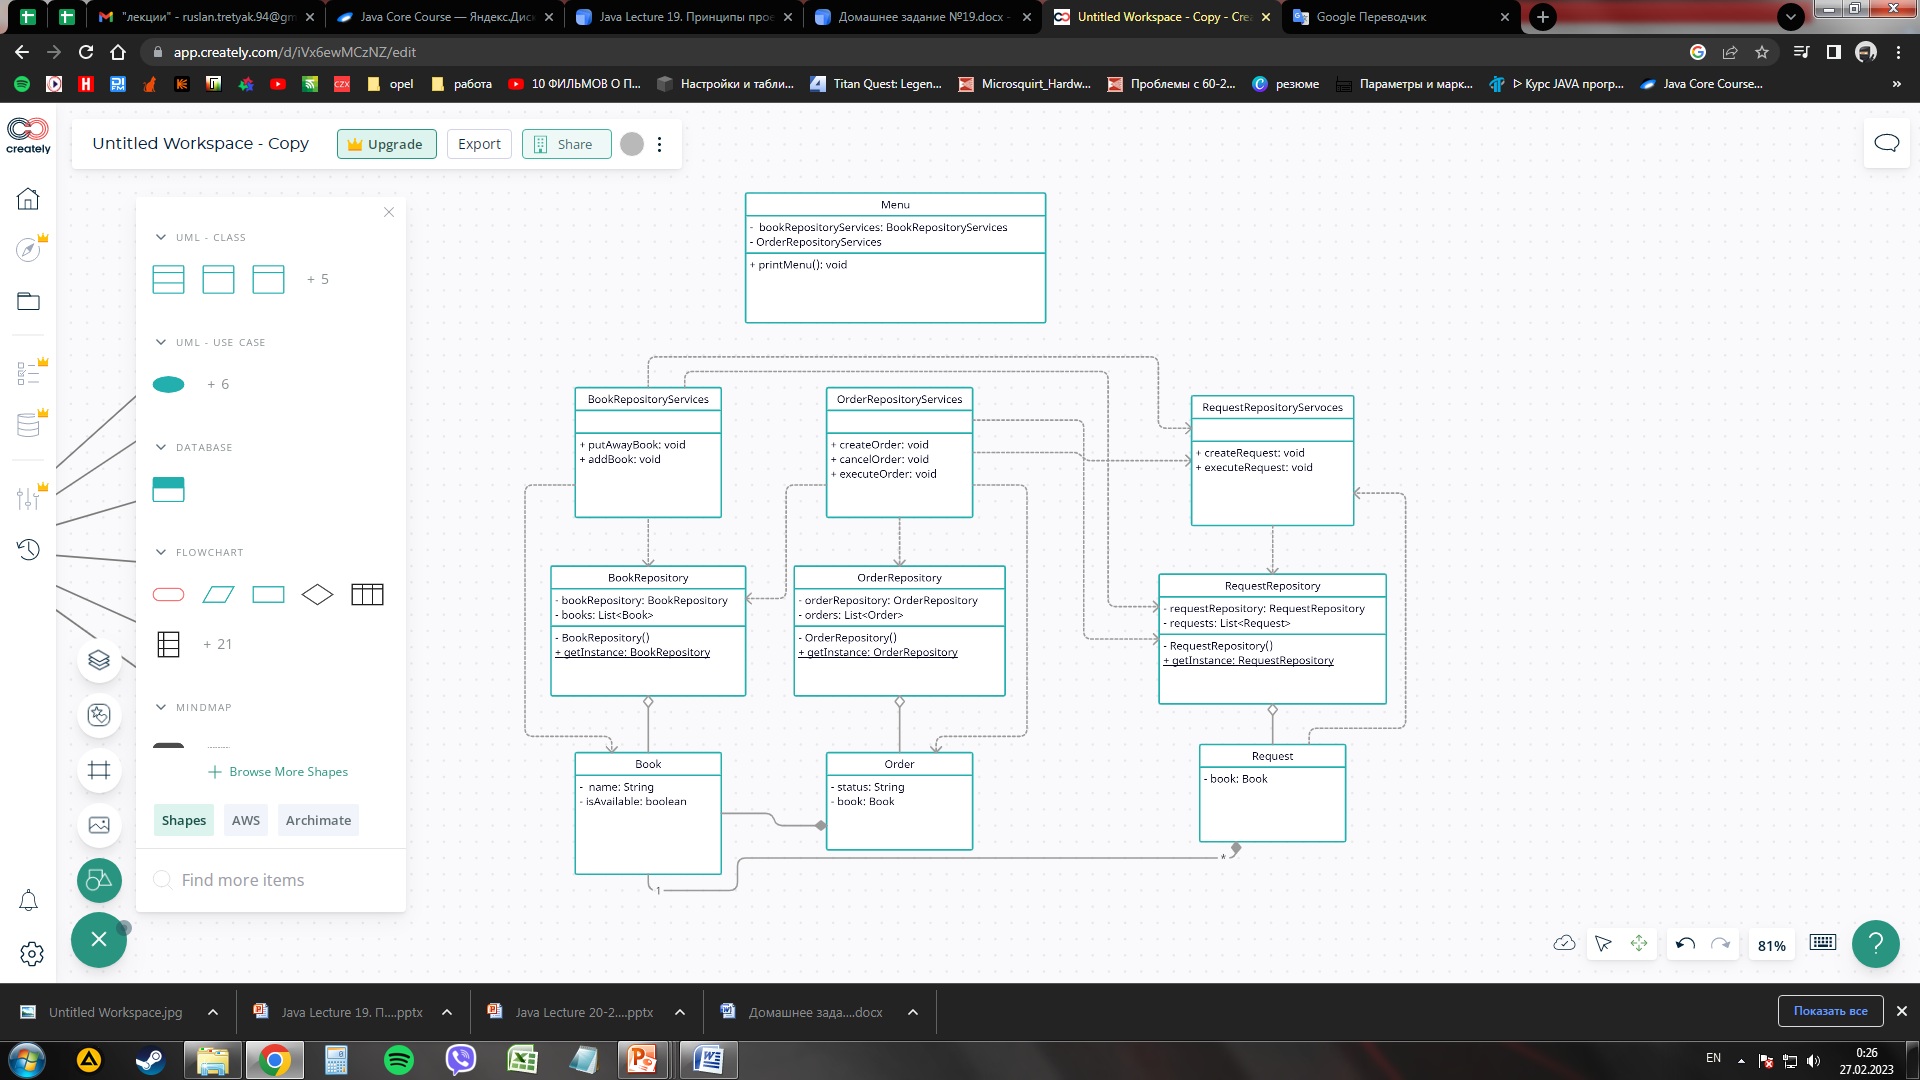 "лекции" - ruslan.tretyak.94@gm
Java Core Course — Яндекс.Дис
Java Lecture 19. Принципы прое
Домашнее задание №19.docx -
Untitled Workspace - Copy - Crea
Google Переводчик
app.creately.com/d/iVx6ewMCzNZ/edit
opel
работа
10 ФИЛЬМОВ О П...
Настройки и табли...
Titan Quest: Legen...
Microsquirt_Hardw...
Проблемы с 60-2...
резюме
Параметры и марк...
ᐈ Курс JAVA прогр...
Java Core Course...
»
creately
Untitled Workspace - Copy
Upgrade
Export
Share
UML - CLASS
+ 5
UML - USE CASE
+ 6
DATABASE
FLOWCHART
+ 21
MINDMAP
Browse More Shapes
Shapes
AWS
Archimate
Find more items
Menu
- bookRepositoryServices: BookRepositoryServices
- OrderRepositoryServices
+ printMenu(): void
BookRepositoryServices
+ putAwayBook: void
+ addBook: void
OrderRepositoryServices
+ createOrder: void
+ cancelOrder: void
+ executeOrder: void
RequestRepositoryServoces
+ createRequest: void
+ executeRequest: void
BookRepository
- bookRepository: BookRepository
- books: List<Book>
- BookRepository()
+ getInstance: BookRepository
OrderRepository
- orderRepository: OrderRepository
- orders: List<Order>
- OrderRepository()
+ getInstance: OrderRepository
RequestRepository
- requestRepository: RequestRepository
- requests: List<Request>
- RequestRepository()
+ getInstance: RequestRepository
Book
- name: String
- isAvailable: boolean
Order
- status: String
- book: Book
Request
- book: Book
*
1
81%
?
Untitled Workspace.jpg
Java Lecture 19. П....pptx
Java Lecture 20-2....pptx
Домашнее зада....docx
Показать все
EN
0:26
27.02.2023